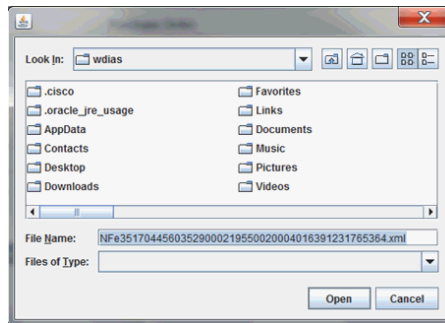 Look In: wdias
.cisco
.oracle_jre_usage
AppData
Contacts
Desktop
Downloads
Favorites
Links
Documents
Music
Pictures
Videos
File Name: NFe35170445603529000219550020004016391231765364.xml
Files of Type:
Open Cancel